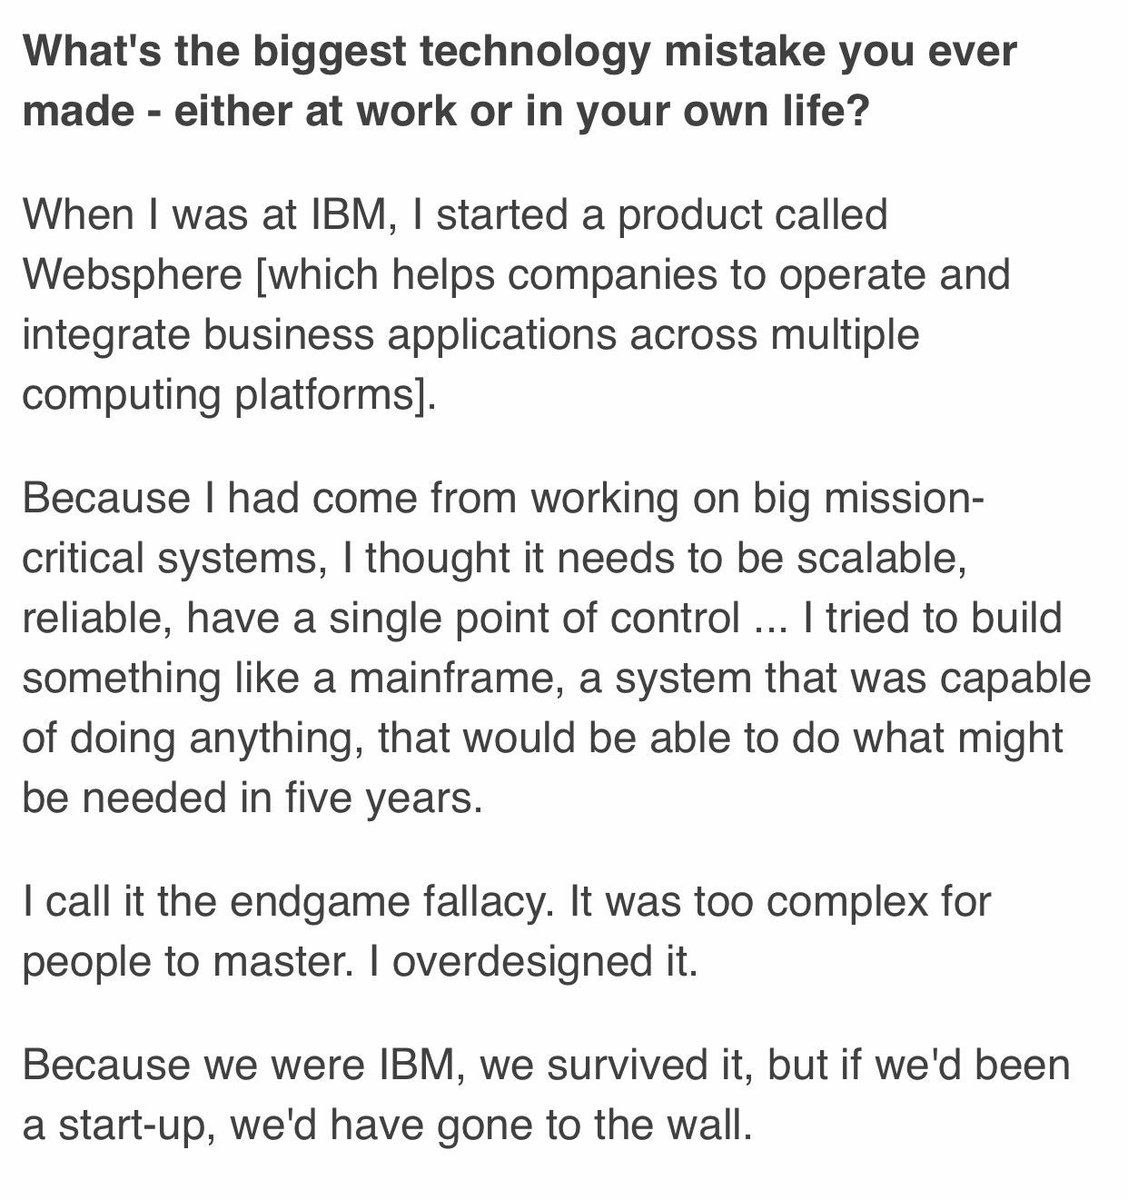 What's the biggest technology mistake you ever
made - either at work or in your own life?
When I was at IBM, I started a product called
Websphere [which helps companies to operate and
integrate business applications across multiple
computing platforms].
Because I had come from working on big mission-
critical systems, I thought it needs to be scalable,
reliable, have a single point of control ... I tried to build
something like a mainframe, a system that was capable
of doing anything, that would be able to do what might
be needed in five years.
I call it the endgame fallacy. It was too complex for
people to master. I overdesigned it.
Because we were IBM, we survived it, but if we'd been
a start-up, we'd have gone to the wall.